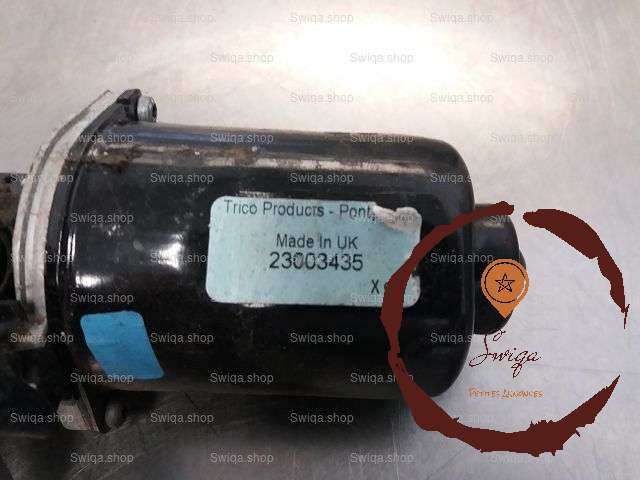 Trico Products - Pont
Made In UK
23003435
X
Swiqa
PETITES ANNONCES
Swiqa.shop